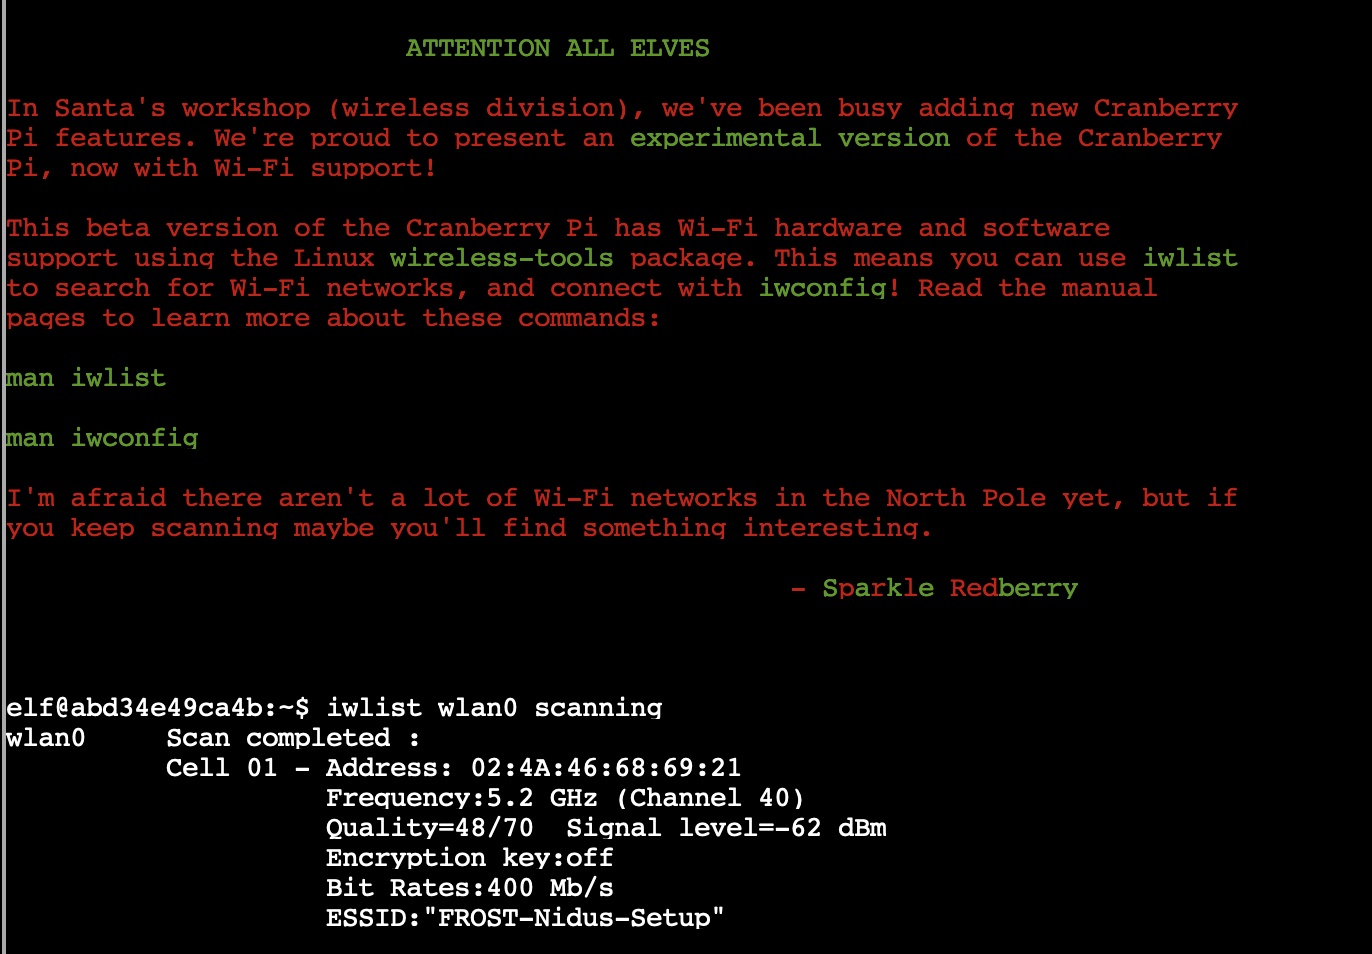 ATTENTION ALL ELVES
In Santa's workshop (wireless division), we've been busy adding new Cranberry
Pi features. We're proud to present an experimental version of the Cranberry
Pi, now with Wi-Fi support!
This beta version of the Cranberry Pi has Wi-Fi hardware and software
support using the Linux wireless-tools package. This means you can use iwlist
to search for Wi-Fi networks, and connect with iwconfig! Read the manual
pages to learn more about these commands:
man iwlist
man iwconfig
I'm afraid there aren't a lot of Wi-Fi networks in the North Pole yet, but if
you keep scanning maybe you'll find something interesting.
- Sparkle Redberry
elf@abd34e49ca4b:~$ iwlist wlan0 scanning
wlan0     Scan completed :
Cell 01 - Address: 02:4A:46:68:69:21
Frequency:5.2 GHz (Channel 40)
Quality=48/70  Signal level=-62 dBm
Encryption key:off
Bit Rates:400 Mb/s
ESSID:"FROST-Nidus-Setup"